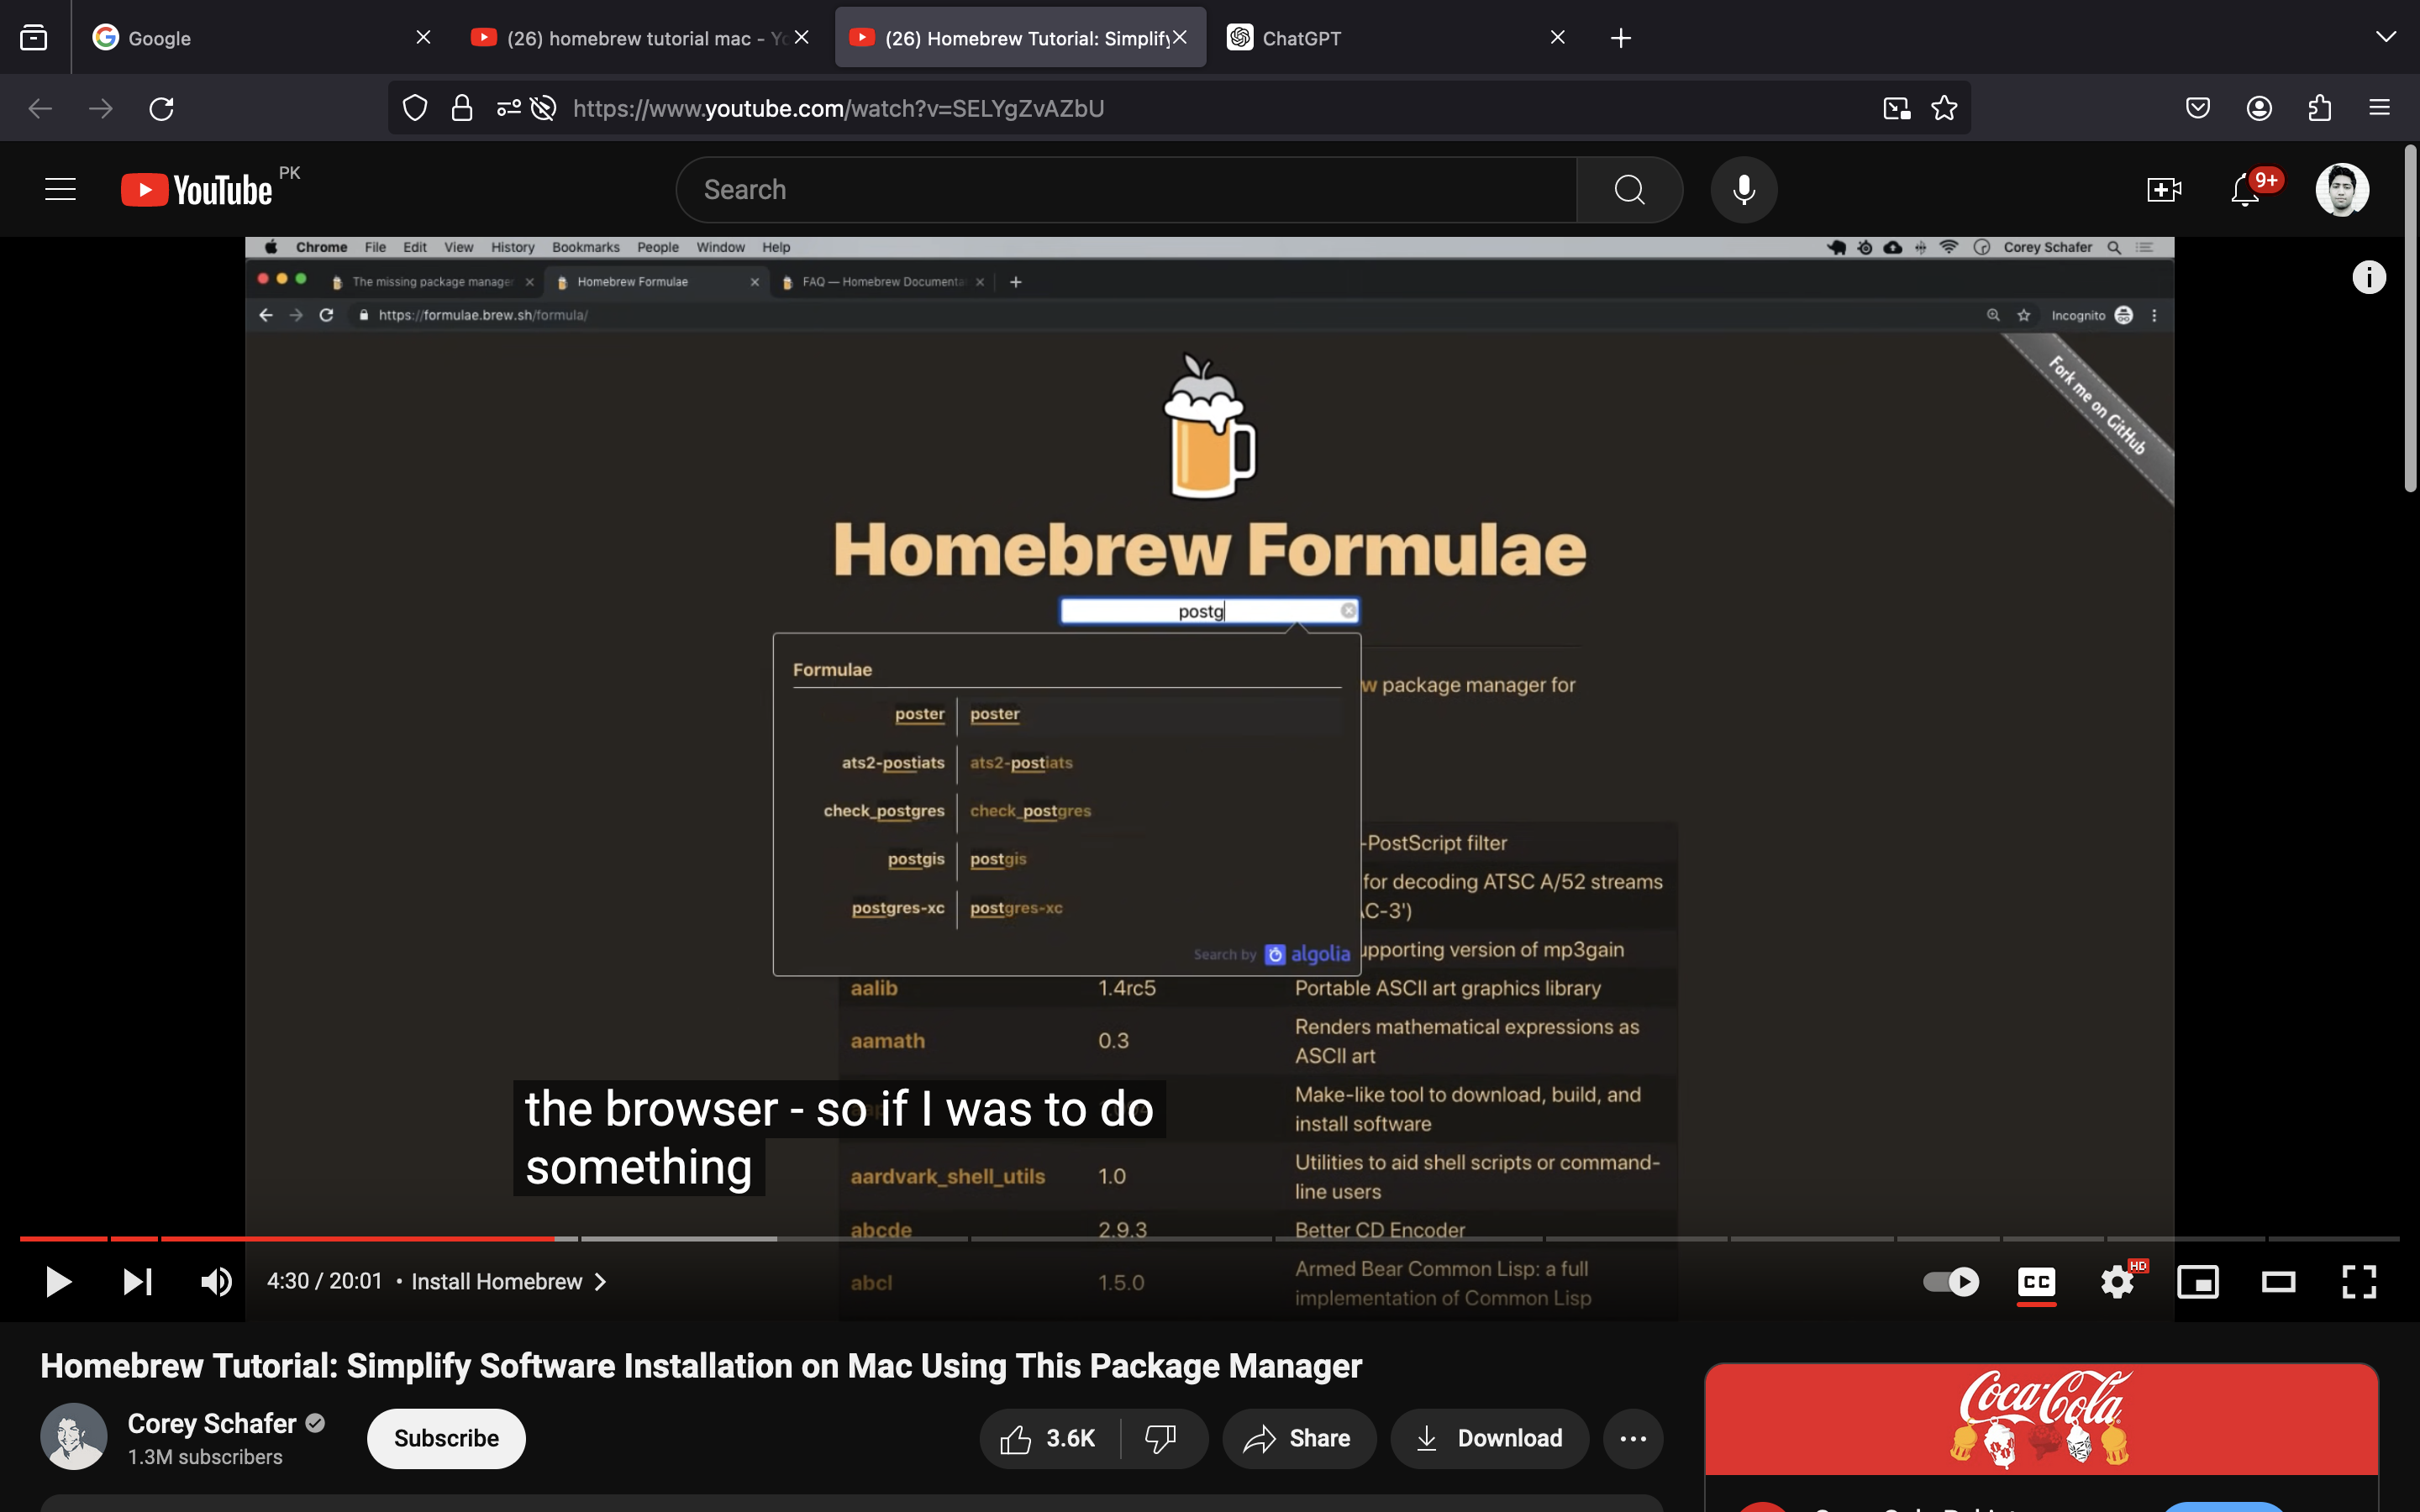 Google
(26) homebrew tutorial mac - Yo
(26) Homebrew Tutorial: Simplify
ChatGPT
https://www.youtube.com/watch?v=SELYgZvAZbU
YouTube PK
Search
9+
Chrome File Edit View History Bookmarks People Window Help
Corey Schafer
The missing package manager
Homebrew Formulae
FAQ — Homebrew Documenta
https://formulae.brew.sh/formula/
Incognito
Fork me on GitHub
Homebrew Formulae
postg
Formulae
w package manager for
poster poster
ats2-postiats ats2-postiats
check_postgres check_postgres
-PostScript filter
postgis postgis
for decoding ATSC A/52 streams
postgres-xc postgres-xc
C-3')
Search by algolia
upporting version of mp3gain
aalib 1.4rc5 Portable ASCII art graphics library
aamath 0.3 Renders mathematical expressions as
ASCII art
Make-like tool to download, build, and
install software
the browser - so if I was to do
something
aardvark_shell_utils 1.0 Utilities to aid shell scripts or command-
line users
abcde 2.9.3 Better CD Encoder
abcl 1.5.0 Armed Bear Common Lisp: a full
implementation of Common Lisp
4:30 / 20:01 • Install Homebrew
CC
HD
Homebrew Tutorial: Simplify Software Installation on Mac Using This Package Manager
Corey Schafer
1.3M subscribers
Subscribe
3.6K
Share
Download
Coca-Cola